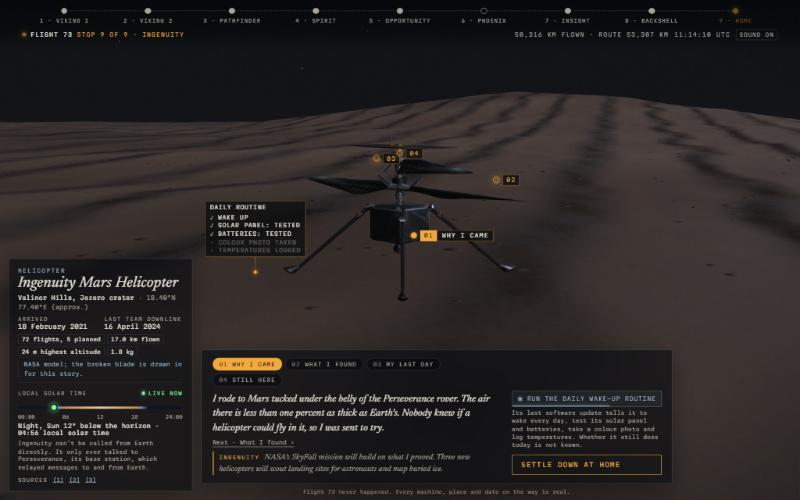 1 · VIKING 1
2 · VIKING 2
3 · PATHFINDER
4 · SPIRIT
5 · OPPORTUNITY
6 · PHOENIX
7 · INSIGHT
8 · BACKSHELL
9 · HOME
FLIGHT 73 STOP 9 OF 9 · INGENUITY
50,316 KM FLOWN · ROUTE 53,307 KM 11:14:10 UTC SOUND ON
03
04
02
01 WHY I CAME
DAILY ROUTINE
✓ WAKE UP
✓ SOLAR PANEL: TESTED
✓ BATTERIES: TESTED
· COLOUR PHOTO TAKEN
· TEMPERATURES LOGGED
HELICOPTER
Ingenuity Mars Helicopter
Valinor Hills, Jezero crater · 18.40°N
77.40°E (approx.)
ARRIVED
18 February 2021
LAST TEAM DOWNLINK
16 April 2024
72 flights, 5 planned
17.0 km flown
24 m highest altitude
1.8 kg
NASA model; the broken blade is drawn in
for this story.
LOCAL SOLAR TIME
LIVE NOW
00:00 06 12 18 24:00
Night, Sun 12° below the horizon ·
04:56 local solar time
Ingenuity can't be called from Earth
directly. It only ever talked to
Perseverance, its base station, which
relayed messages to and from Earth.
SOURCES [1] [2] [3]
01 WHY I CAME
02 WHAT I FOUND
03 MY LAST DAY
04 STILL HERE
I rode to Mars tucked under the belly of the Perseverance rover. The air
there is less than one percent as thick as Earth's. Nobody knew if a
helicopter could fly in it, so I was sent to try.
Next · What I found ›
INGENUITY NASA's SkyFall mission will build on what I proved. Three new
helicopters will scout landing sites for astronauts and map buried ice.
RUN THE DAILY WAKE-UP ROUTINE
Its last software update tells it to
wake every day, test its solar panel
and batteries, take a colour photo and
log temperatures. Whether it still does
today is not known.
SETTLE DOWN AT HOME
Flight 73 never happened. Every machine, place and date on the way is real.